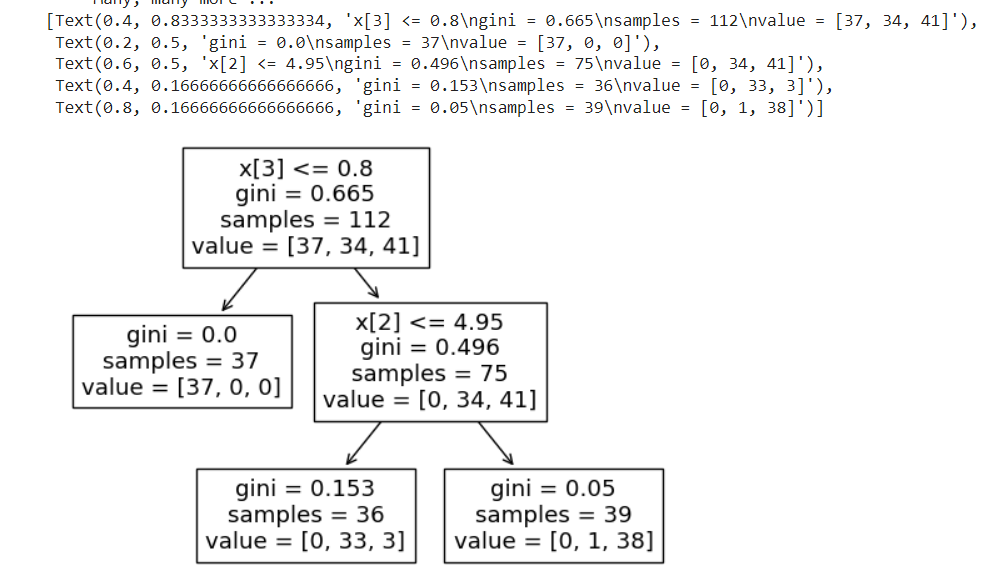 [Text(0.4, 0.8333333333333334, 'x[3] <= 0.8\ngini = 0.665\nsamples = 112\nvalue = [37, 34, 41]'),
Text(0.2, 0.5, 'gini = 0.0\nsamples = 37\nvalue = [37, 0, 0]'),
Text(0.6, 0.5, 'x[2] <= 4.95\ngini = 0.496\nsamples = 75\nvalue = [0, 34, 41]'),
Text(0.4, 0.16666666666666666, 'gini = 0.153\nsamples = 36\nvalue = [0, 33, 3]'),
Text(0.8, 0.16666666666666666, 'gini = 0.05\nsamples = 39\nvalue = [0, 1, 38]')]
x[3] <= 0.8
gini = 0.665
samples = 112
value = [37, 34, 41]
gini = 0.0
samples = 37
value = [37, 0, 0]
x[2] <= 4.95
gini = 0.496
samples = 75
value = [0, 34, 41]
gini = 0.153
samples = 36
value = [0, 33, 3]
gini = 0.05
samples = 39
value = [0, 1, 38]